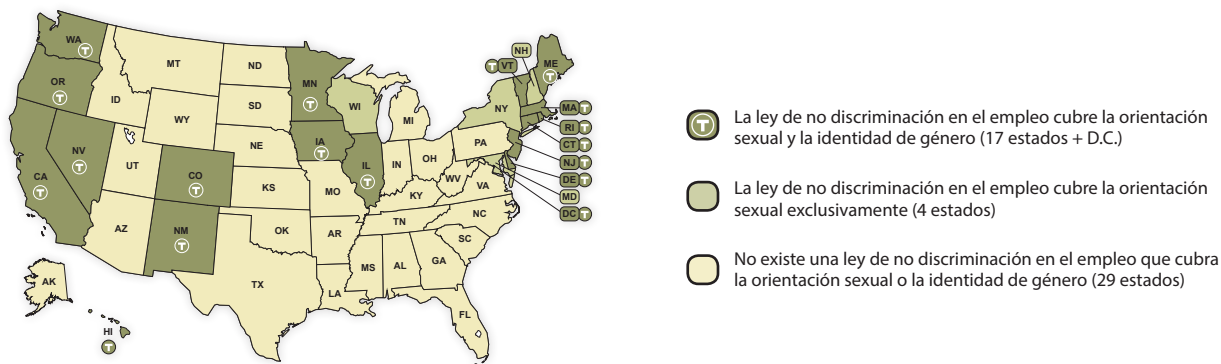 WA T
OR T
CA T
NV T
ID
MT
WY
UT
AZ
CO T
NM T
ND
SD
NE
KS
OK
TX
MN T
IA T
MO
AR
LA
WI
IL T
MI
IN
OH
KY
TN
MS
AL
GA
FL
SC
NC
VA
WV
PA
NY
NH
T VT
ME T
MA T
RI T
CT T
NJ T
DE T
MD
DC T
AK
HI
T
T La ley de no discriminación en el empleo cubre la orientación
sexual y la identidad de género (17 estados + D.C.)
La ley de no discriminación en el empleo cubre la orientación
sexual exclusivamente (4 estados)
No existe una ley de no discriminación en el empleo que cubra
la orientación sexual o la identidad de género (29 estados)